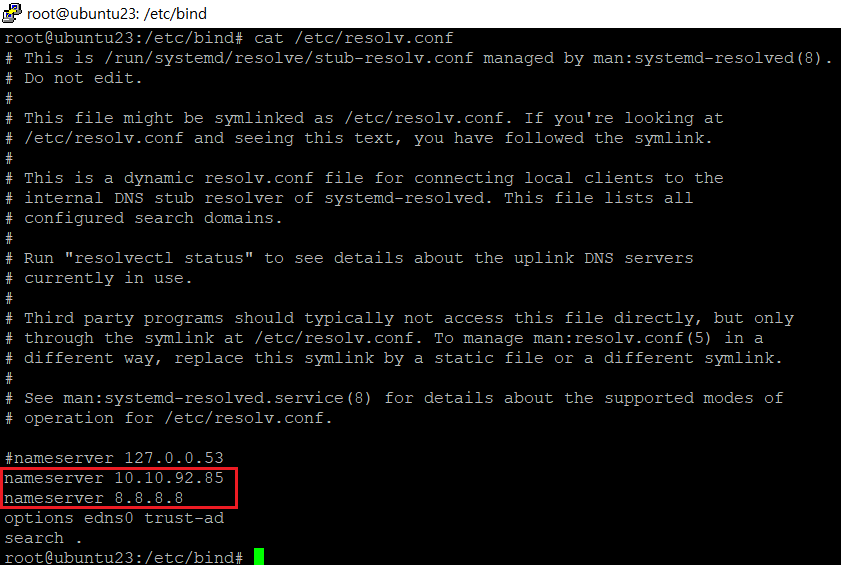 root@ubuntu23: /etc/bind
root@ubuntu23:/etc/bind# cat /etc/resolv.conf
# This is /run/systemd/resolve/stub-resolv.conf managed by man:systemd-resolved(8).
# Do not edit.
#
# This file might be symlinked as /etc/resolv.conf. If you're looking at
# /etc/resolv.conf and seeing this text, you have followed the symlink.
#
# This is a dynamic resolv.conf file for connecting local clients to the
# internal DNS stub resolver of systemd-resolved. This file lists all
# configured search domains.
#
# Run "resolvectl status" to see details about the uplink DNS servers
# currently in use.
#
# Third party programs should typically not access this file directly, but only
# through the symlink at /etc/resolv.conf. To manage man:resolv.conf(5) in a
# different way, replace this symlink by a static file or a different symlink.
#
# See man:systemd-resolved.service(8) for details about the supported modes of
# operation for /etc/resolv.conf.
#nameserver 127.0.0.53
nameserver 10.10.92.85
nameserver 8.8.8.8
options edns0 trust-ad
search .
root@ubuntu23:/etc/bind#